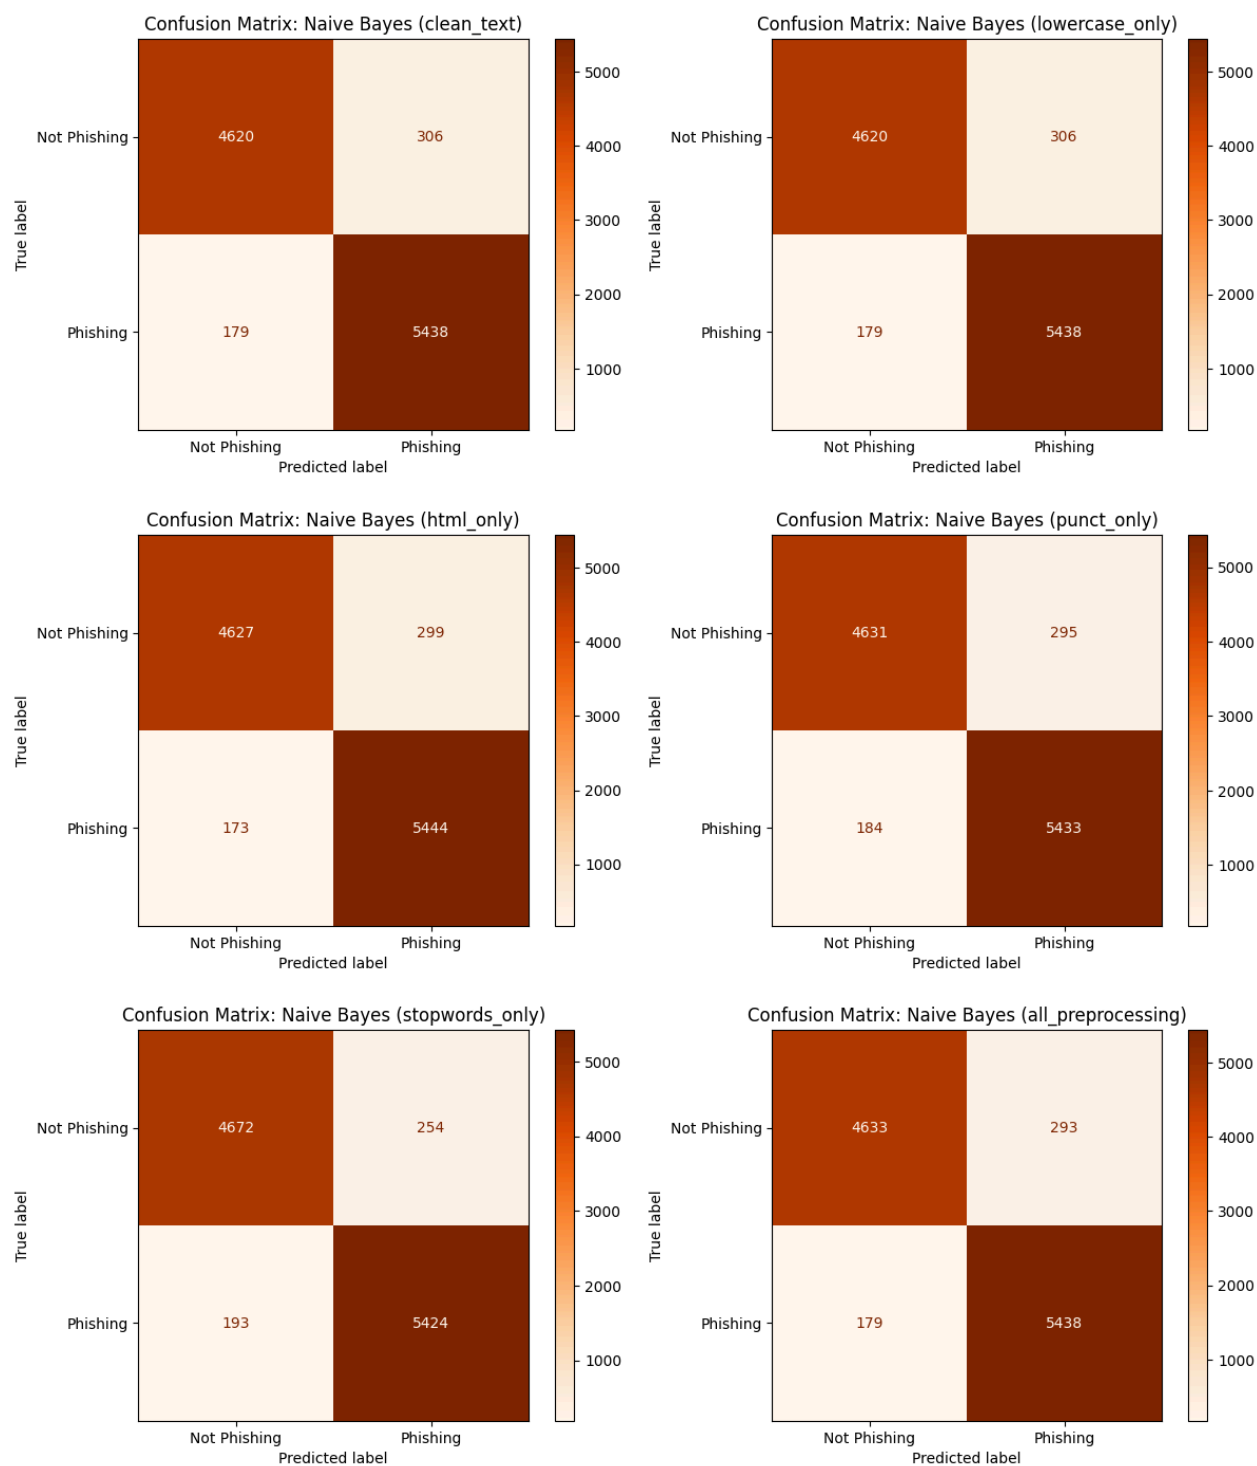 Confusion Matrix: Naive Bayes (clean_text)
True label
Not Phishing
4620
306
Phishing
179
5438
Not Phishing
Phishing
Predicted label
5000
4000
3000
2000
1000
Confusion Matrix: Naive Bayes (lowercase_only)
True label
Not Phishing
4620
306
Phishing
179
5438
Not Phishing
Phishing
Predicted label
5000
4000
3000
2000
1000
Confusion Matrix: Naive Bayes (html_only)
True label
Not Phishing
4627
299
Phishing
173
5444
Not Phishing
Phishing
Predicted label
5000
4000
3000
2000
1000
Confusion Matrix: Naive Bayes (punct_only)
True label
Not Phishing
4631
295
Phishing
184
5433
Not Phishing
Phishing
Predicted label
5000
4000
3000
2000
1000
Confusion Matrix: Naive Bayes (stopwords_only)
True label
Not Phishing
4672
254
Phishing
193
5424
Not Phishing
Phishing
Predicted label
5000
4000
3000
2000
1000
Confusion Matrix: Naive Bayes (all_preprocessing)
True label
Not Phishing
4633
293
Phishing
179
5438
Not Phishing
Phishing
Predicted label
5000
4000
3000
2000
1000